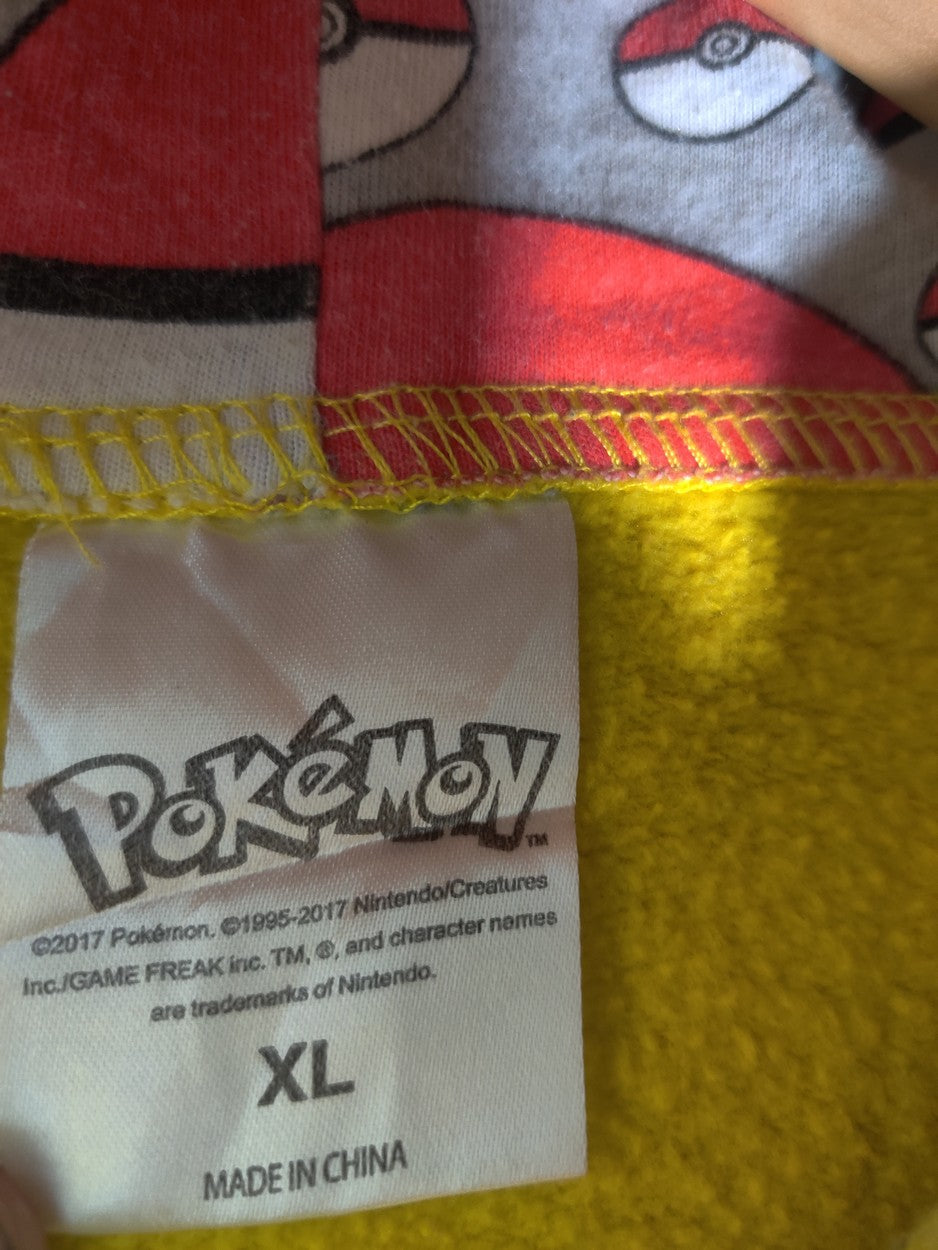 POKéMON™
©2017 Pokémon. ©1995-2017 Nintendo/Creatures
Inc./GAME FREAK inc. TM, ®, and character names
are trademarks of Nintendo.
XL
MADE IN CHINA